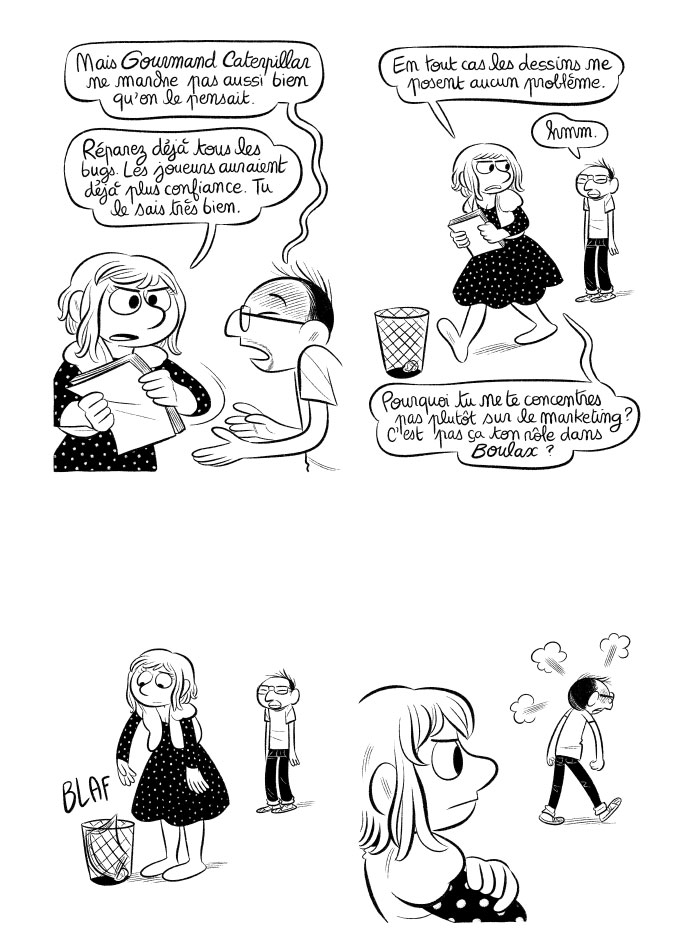 Mais Gourmand Caterpillar
ne marche pas aussi bien
qu'on le pensait.
Réparez déjà tous les
bugs. Les joueurs auraient
déjà plus confiance. Tu
le sais très bien.
En tout cas les dessins ne
posent aucun problème.
hmm.
Pourquoi tu ne te concentres
pas plutôt sur le marketing?
C'est pas ça ton rôle dans
Boulax ?
BLAF